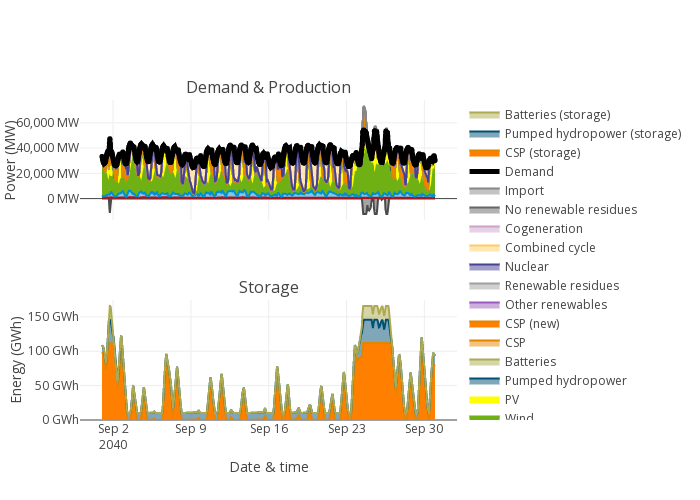 Demand & Production
Power (MW)
60,000 MW
40,000 MW
20,000 MW
0 MW
Storage
Energy (GWh)
150 GWh
100 GWh
50 GWh
0 GWh
Sep 2
2040
Sep 9
Sep 16
Sep 23
Sep 30
Date & time
Batteries (storage)
Pumped hydropower (storage)
CSP (storage)
Demand
Import
No renewable residues
Cogeneration
Combined cycle
Nuclear
Renewable residues
Other renewables
CSP (new)
CSP
Batteries
Pumped hydropower
PV
Wind